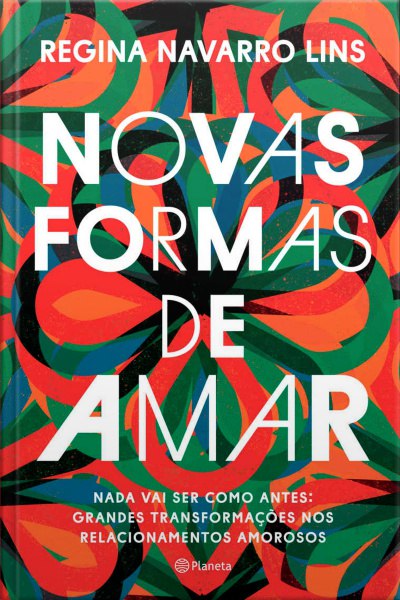 REGINA NAVARRO LINS
NOVAS
FORMAS
DE
AMAR
NADA VAI SER COMO ANTES:
GRANDES TRANSFORMAÇÕES NOS
RELACIONAMENTOS AMOROSOS
Planeta